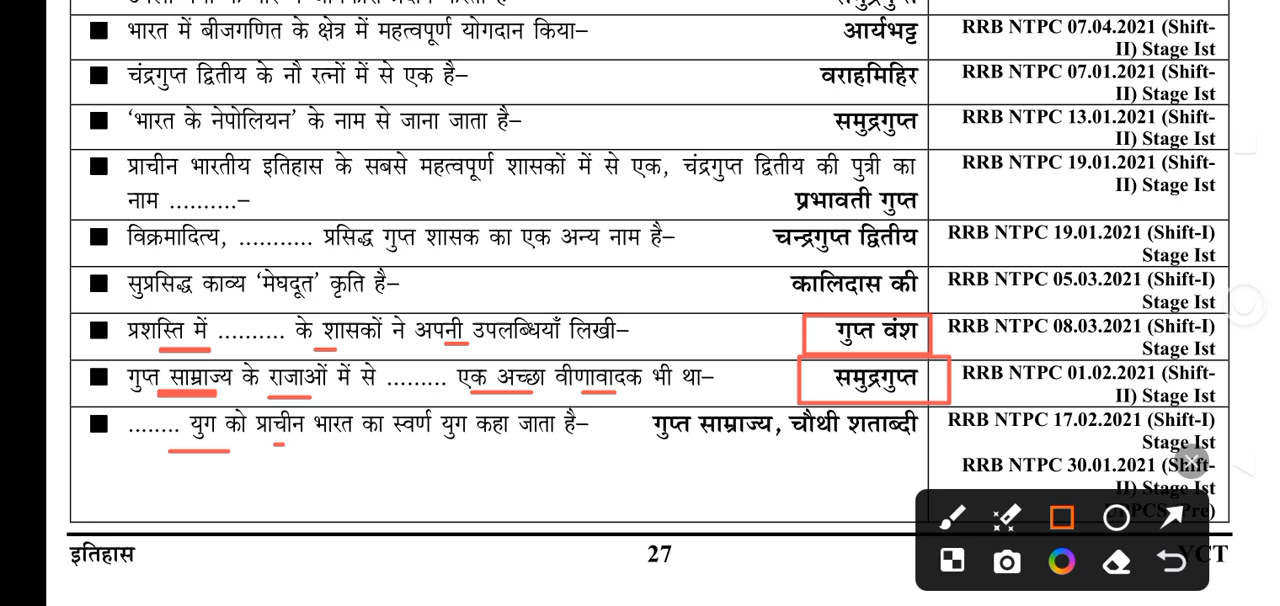 समुद्रगुप्त
भारत में बीजगणित के क्षेत्र में महत्वपूर्ण योगदान किया– आर्यभट्ट RRB NTPC 07.04.2021 (Shift-
II) Stage Ist
चंद्रगुप्त द्वितीय के नौ रत्नों में से एक है– वराहमिहिर RRB NTPC 07.01.2021 (Shift-
II) Stage Ist
‘भारत के नेपोलियन’ के नाम से जाना जाता है– समुद्रगुप्त RRB NTPC 13.01.2021 (Shift-
II) Stage Ist
प्राचीन भारतीय इतिहास के सबसे महत्वपूर्ण शासकों में से एक, चंद्रगुप्त द्वितीय की पुत्री का RRB NTPC 19.01.2021 (Shift-
नाम ..........– प्रभावती गुप्त II) Stage Ist
विक्रमादित्य, ........... प्रसिद्ध गुप्त शासक का एक अन्य नाम है– चन्द्रगुप्त द्वितीय RRB NTPC 19.01.2021 (Shift-I)
Stage Ist
सुप्रसिद्ध काव्य ‘मेघदूत’ कृति है– कालिदास की RRB NTPC 05.03.2021 (Shift-I)
Stage Ist
प्रशस्ति में .......... के शासकों ने अपनी उपलब्धियाँ लिखी– गुप्त वंश RRB NTPC 08.03.2021 (Shift-I)
Stage Ist
गुप्त साम्राज्य के राजाओं में से ......... एक अच्छा वीणावादक भी था– समुद्रगुप्त RRB NTPC 01.02.2021 (Shift-
II) Stage Ist
........ युग को प्राचीन भारत का स्वर्ण युग कहा जाता है– गुप्त साम्राज्य, चौथी शताब्दी RRB NTPC 17.02.2021 (Shift-I)
Stage Ist
RRB NTPC 30.01.2021 (Shift-
II) Stage Ist
इतिहास 27 YCT